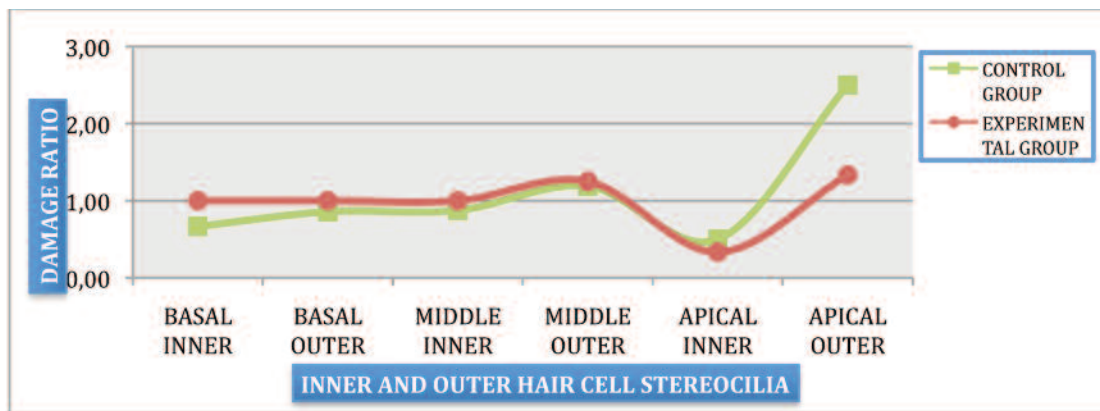 3,00
2,00
1,00
0,00
DAMAGE RATIO
BASAL INNER
BASAL OUTER
MIDDLE INNER
MIDDLE OUTER
APICAL INNER
APICAL OUTER
INNER AND OUTER HAIR CELL STEREOCILIA
CONTROL
GROUP
EXPERIMEN
TAL GROUP